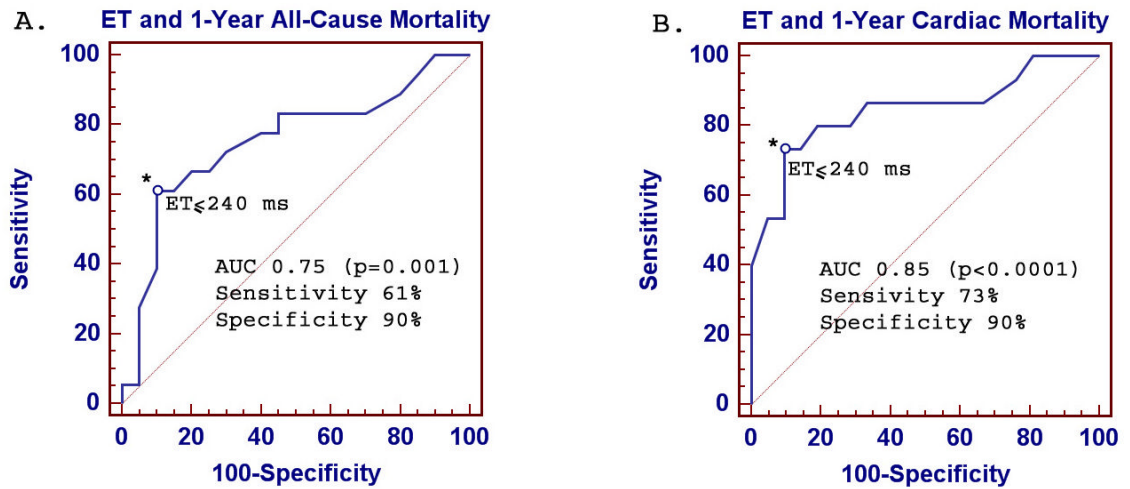 A.
ET and 1-Year All-Cause Mortality
100
80
60
40
20
0
Sensitivity
*
ET⩽240 ms
AUC 0.75 (p=0.001)
Sensitivity 61%
Specificity 90%
0 20 40 60 80 100
100-Specificity
B.
ET and 1-Year Cardiac Mortality
100
80
60
40
20
0
Sensitivity
*
ET⩽240 ms
AUC 0.85 (p<0.0001)
Sensivity 73%
Specificity 90%
0 20 40 60 80 100
100-Specificity